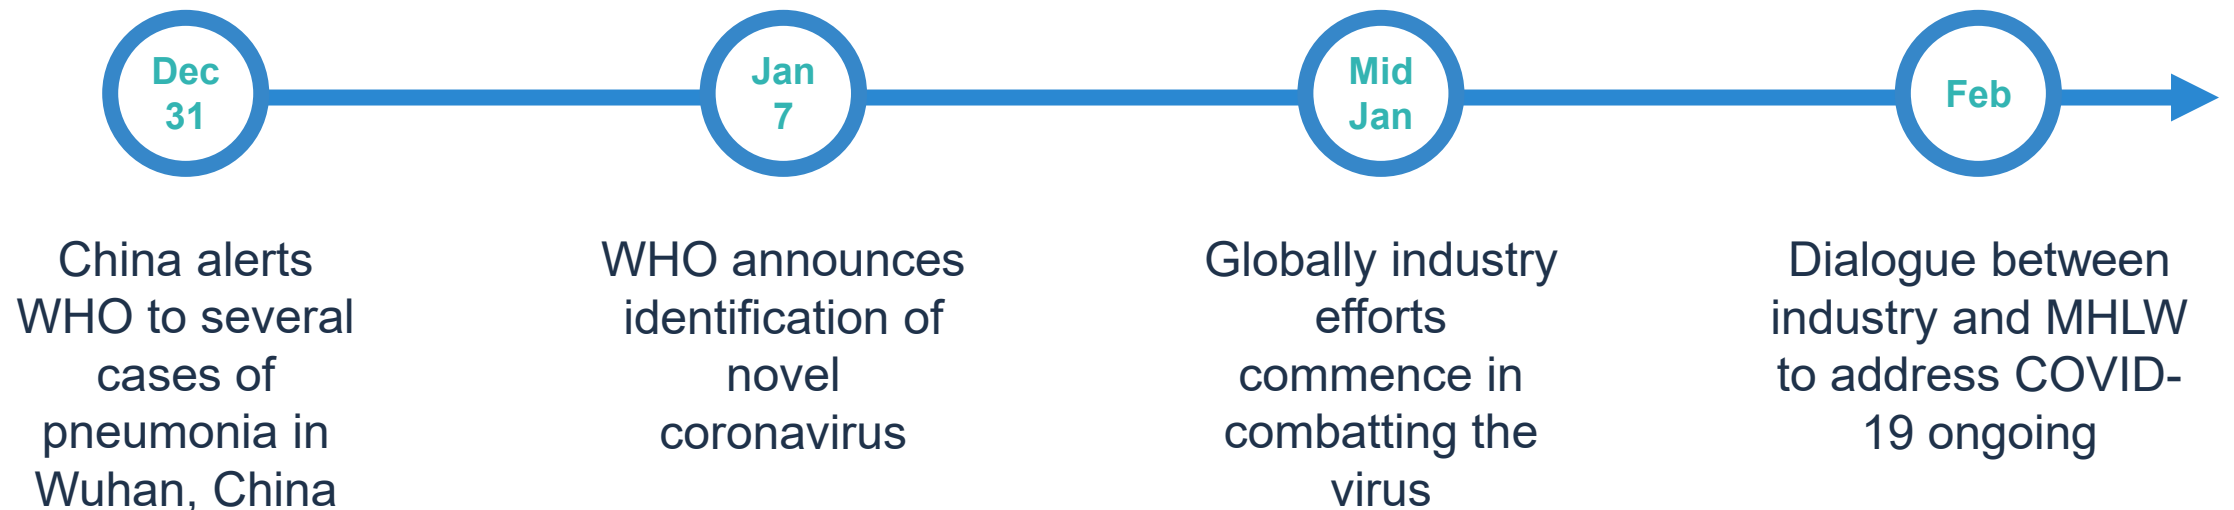 Dec
31
Jan
7
Mid
Jan
Feb
China alerts
WHO to several
cases of
pneumonia in
Wuhan, China
WHO announces
identification of
novel
coronavirus
Globally industry
efforts
commence in
combatting the
virus
Dialogue between
industry and MHLW
to address COVID-
19 ongoing